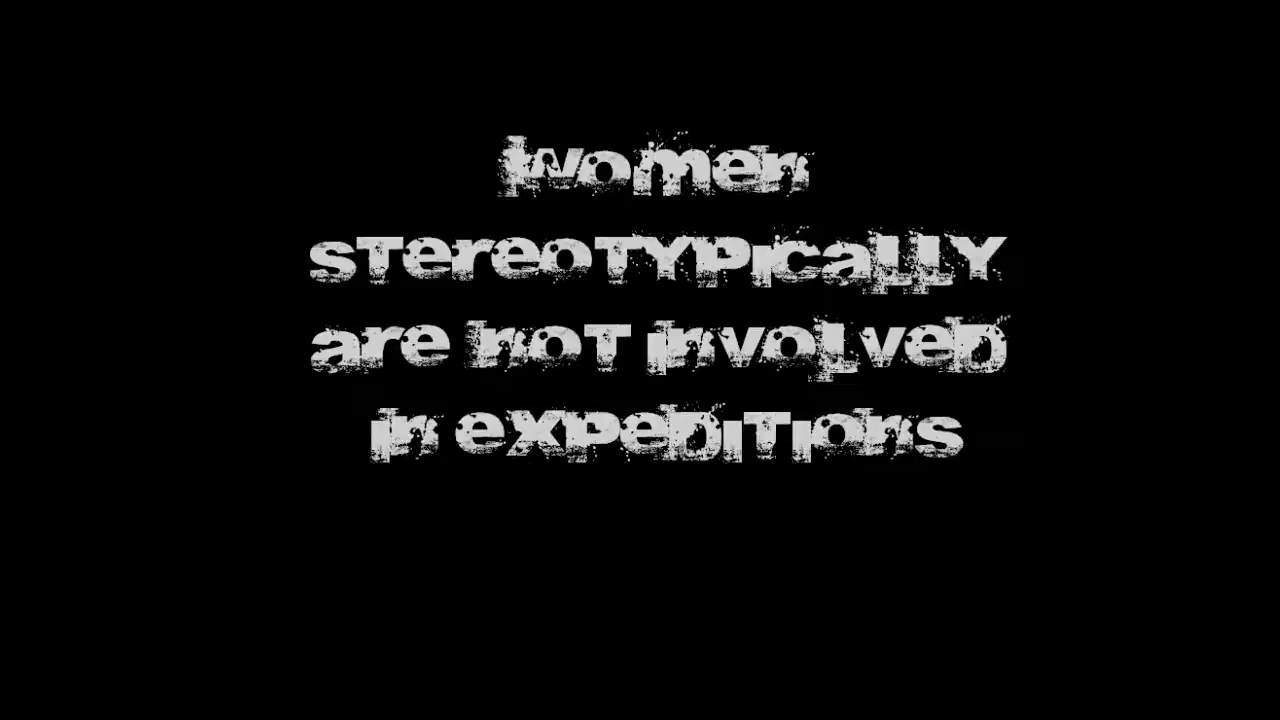 women
stereotypically
are not involved
in expeditions